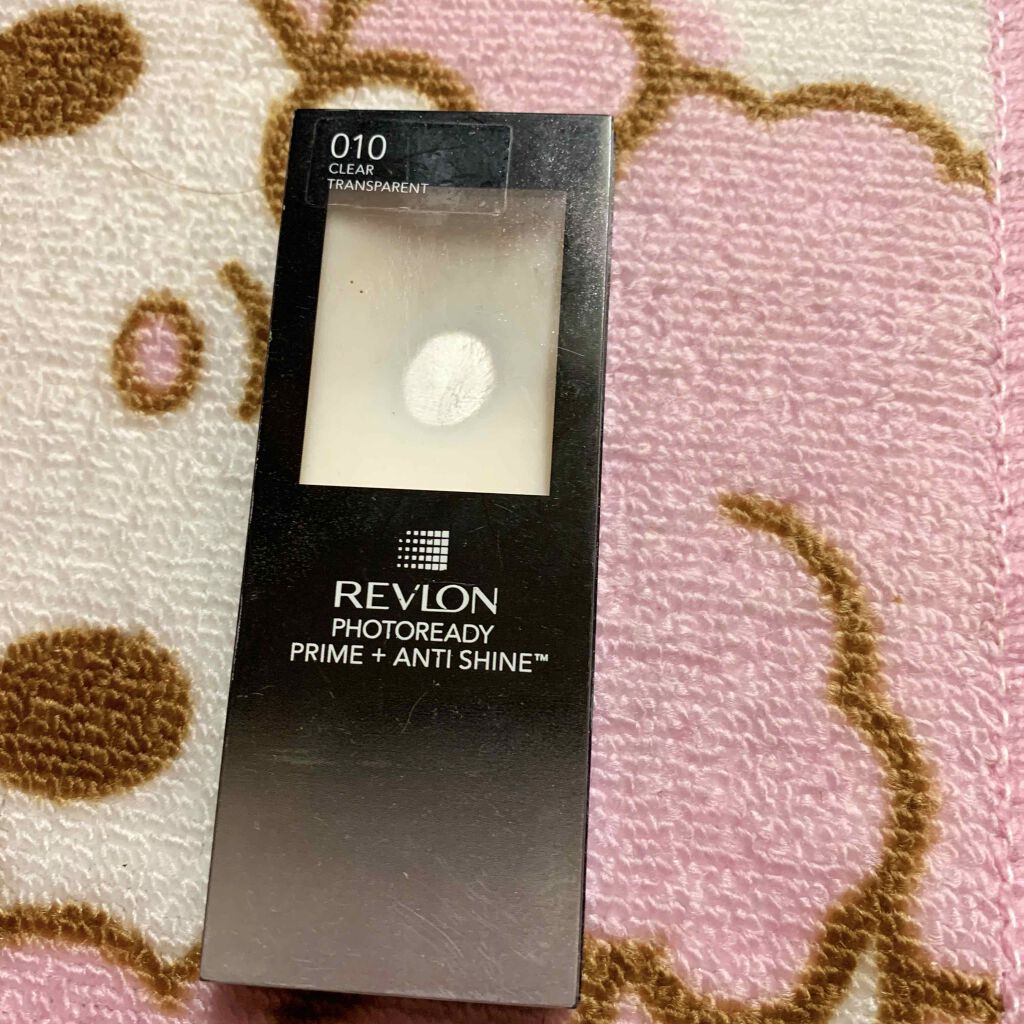 010
CLEAR
TRANSPARENT
REVLON
PHOTOREADY
PRIME + ANTI SHINE™